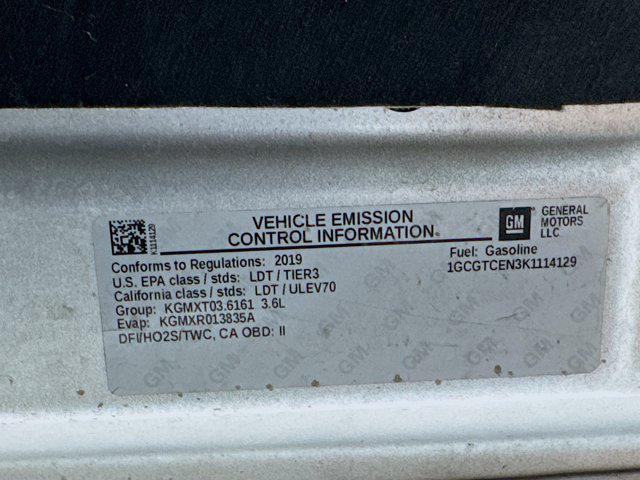 K1114129
VEHICLE EMISSION
CONTROL INFORMATION
GM
GENERAL
MOTORS
LLC
Conforms to Regulations: 2019
U.S. EPA class / stds: LDT / TIER3
California class / stds: LDT / ULEV70
Group: KGMXT03.6161 3.6L
Evap: KGMXR013835A
DFI/HO2S/TWC, CA OBD: II
Fuel: Gasoline
1GCGTCEN3K1114129